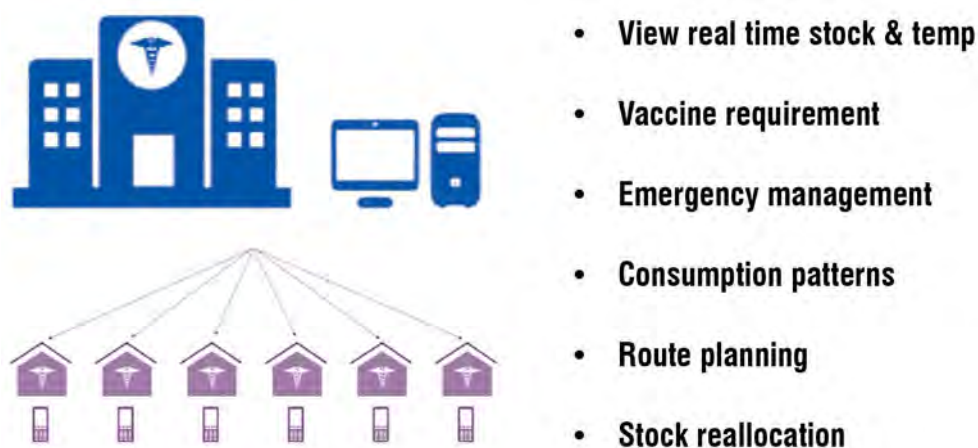 • View real time stock & temp
• Vaccine requirement
• Emergency management
• Consumption patterns
• Route planning
• Stock reallocation